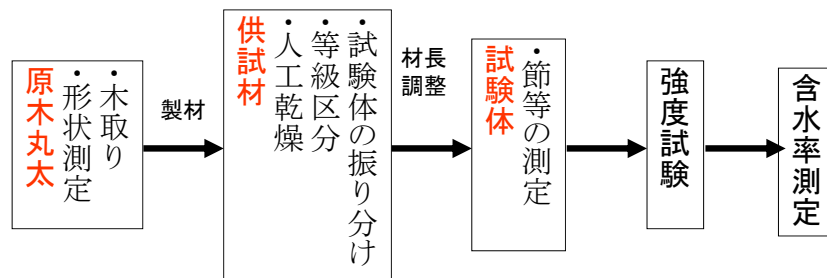 原木丸太
・形状測定
・木取り
製材
供試材
・人工乾燥
・等級区分
・試験体の振り分け
材長
調整
試験体
・節等の測定
強度試験
含水率測定